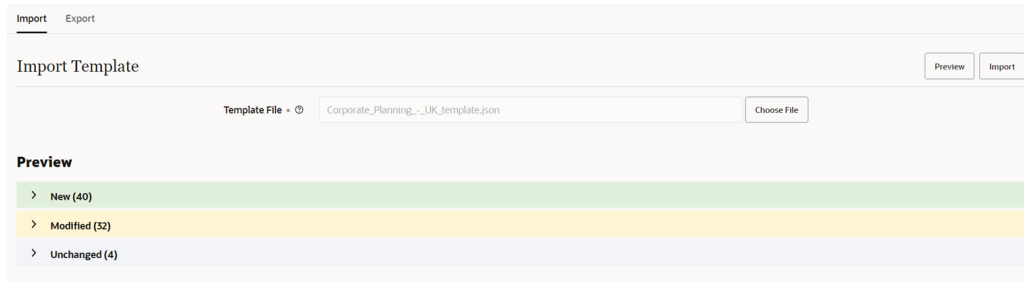 Import Export
Import Template
Preview Import
Template File * Corporate_Planning_-_UK_template.json Choose File
Preview
New (40)
Modified (32)
Unchanged (4)